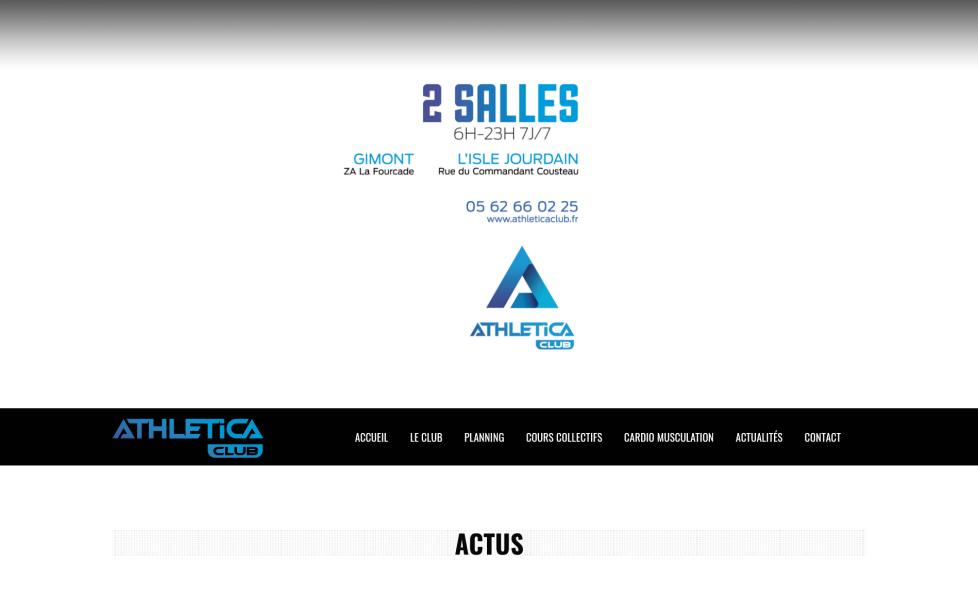 2 SALLES
6H-23H 7J/7
GIMONT
ZA La Fourcade
L'ISLE JOURDAIN
Rue du Commandant Cousteau
05 62 66 02 25
www.athleticaclub.fr
ATHLETiCA
CLUB
ATHLETiCA
CLUB
ACCUEIL LE CLUB PLANNING COURS COLLECTIFS CARDIO MUSCULATION ACTUALITÉS CONTACT
ACTUS